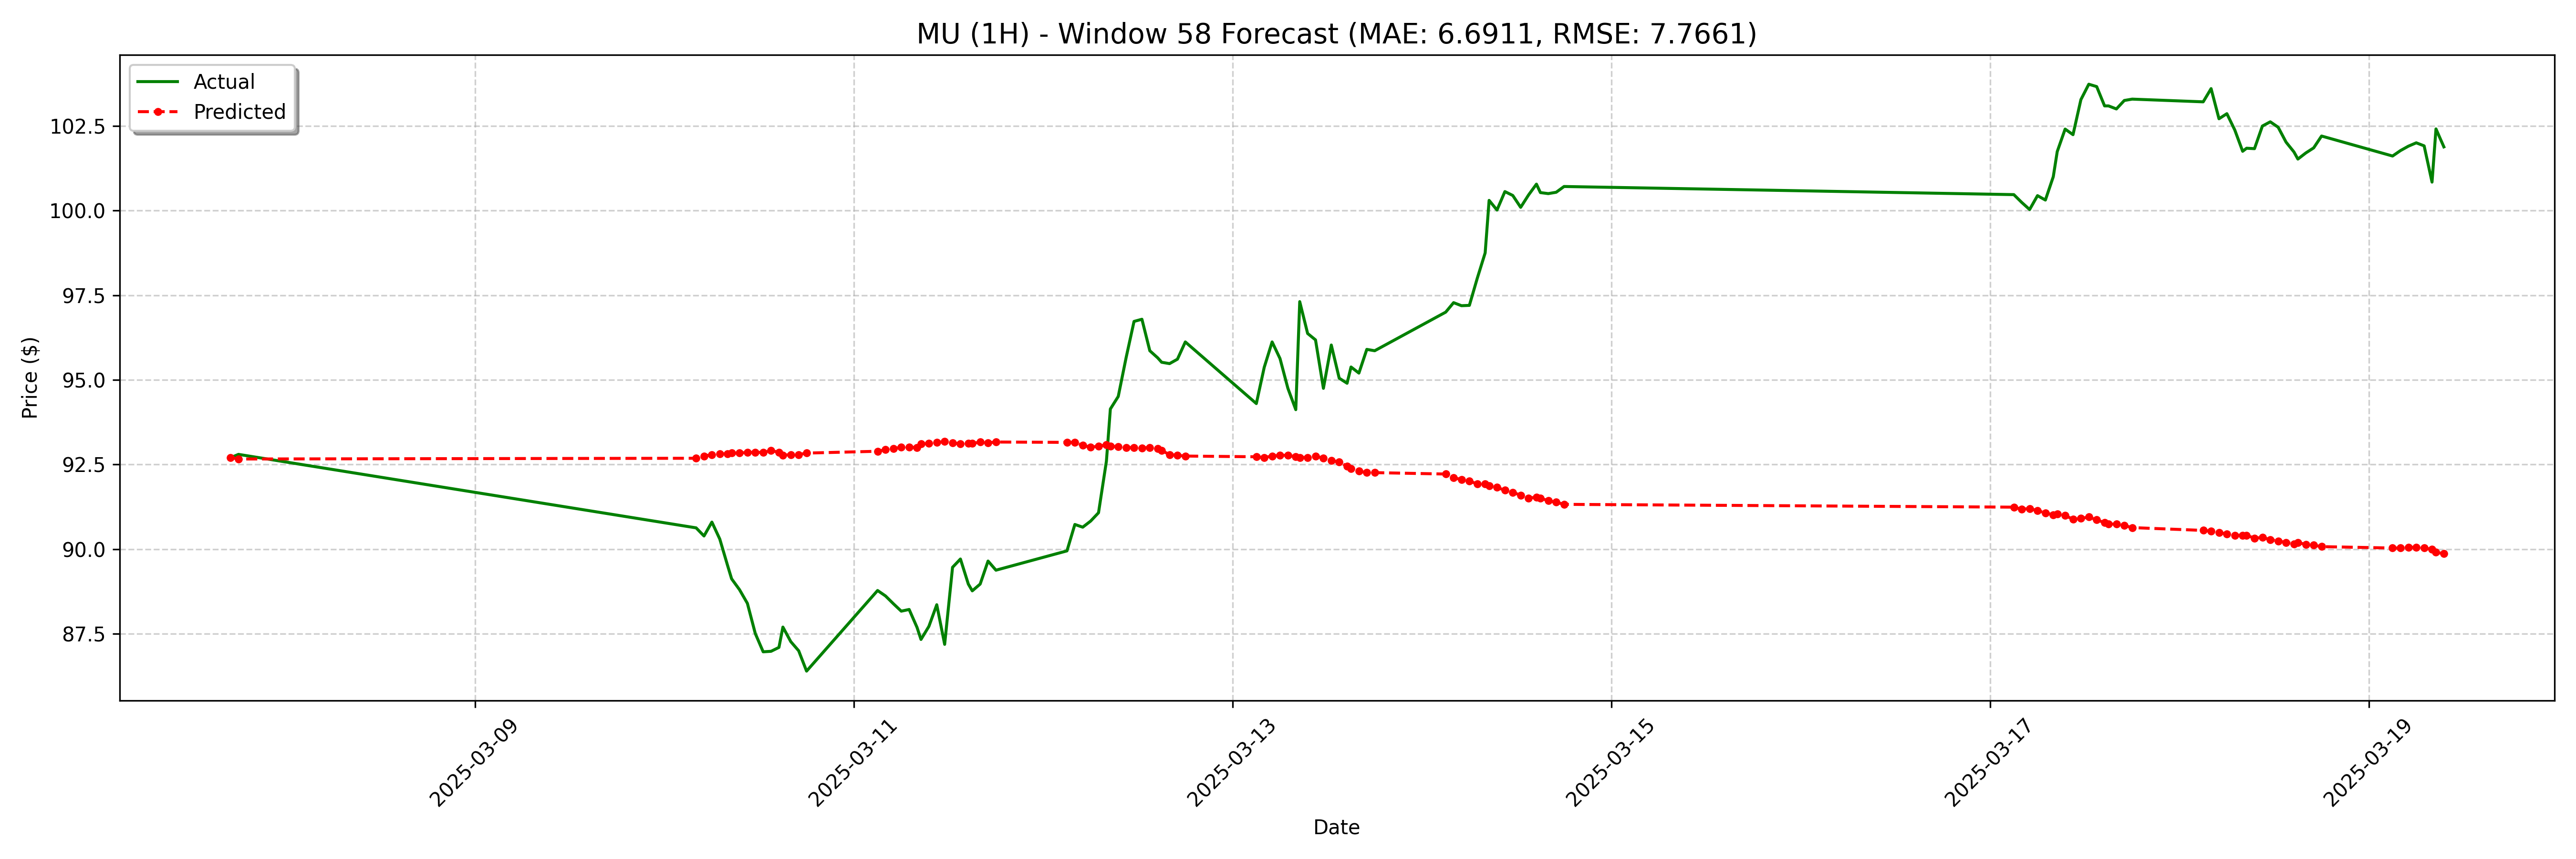 MU (1H) - Window 58 Forecast (MAE: 6.6911, RMSE: 7.7661)
Actual
Predicted
Price ($)
102.5
100.0
97.5
95.0
92.5
90.0
87.5
2025-03-09
2025-03-11
2025-03-13
2025-03-15
2025-03-17
2025-03-19
Date